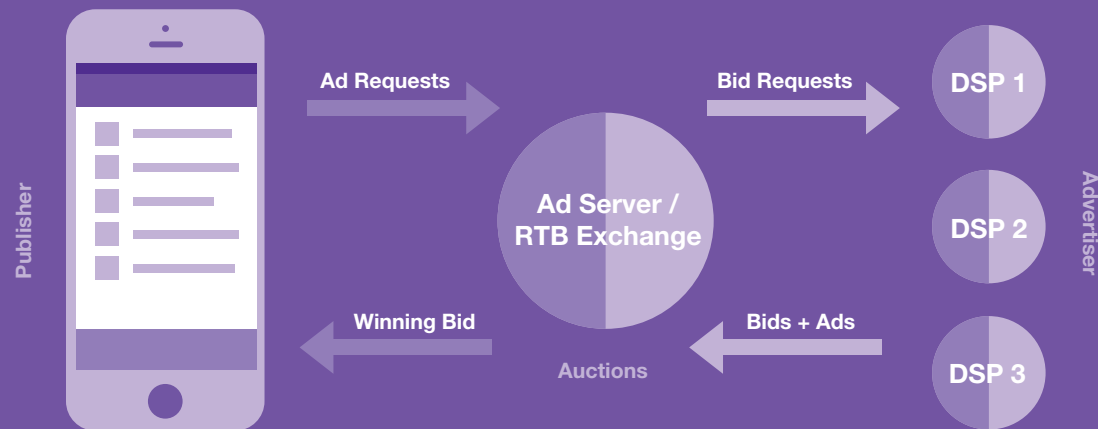 Publisher
Ad Requests
Bid Requests
DSP 1
Ad Server /
RTB Exchange
DSP 2
Advertiser
Winning Bid
Bids + Ads
Auctions
DSP 3